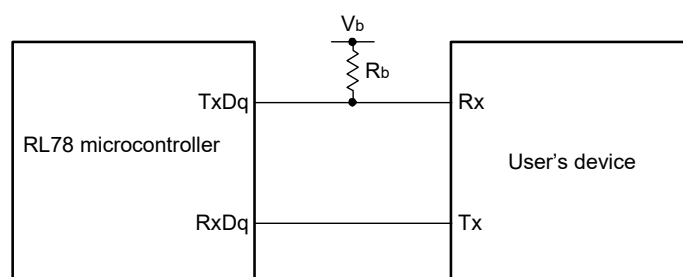 Vb
Rb
TxDq
Rx
RL78 microcontroller
User’s device
RxDq
Tx